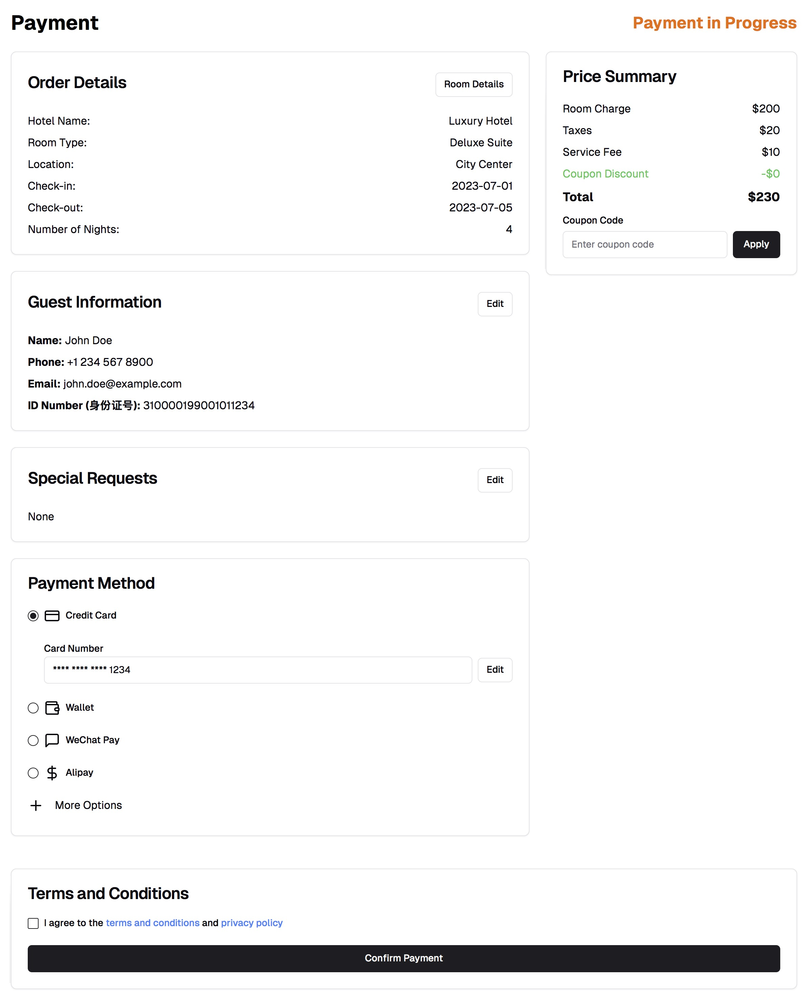 Payment
Payment in Progress
Order Details
Room Details
Hotel Name: Luxury Hotel
Room Type: Deluxe Suite
Location: City Center
Check-in: 2023-07-01
Check-out: 2023-07-05
Number of Nights: 4
Price Summary
Room Charge $200
Taxes $20
Service Fee $10
Coupon Discount -$0
Total $230
Coupon Code
Enter coupon code Apply
Guest Information
Edit
Name: John Doe
Phone: +1 234 567 8900
Email: john.doe@example.com
ID Number (身份证号): 310000199001011234
Special Requests
Edit
None
Payment Method
Credit Card
Card Number
**** **** **** 1234 Edit
Wallet
WeChat Pay
Alipay
More Options
Terms and Conditions
I agree to the terms and conditions and privacy policy
Confirm Payment